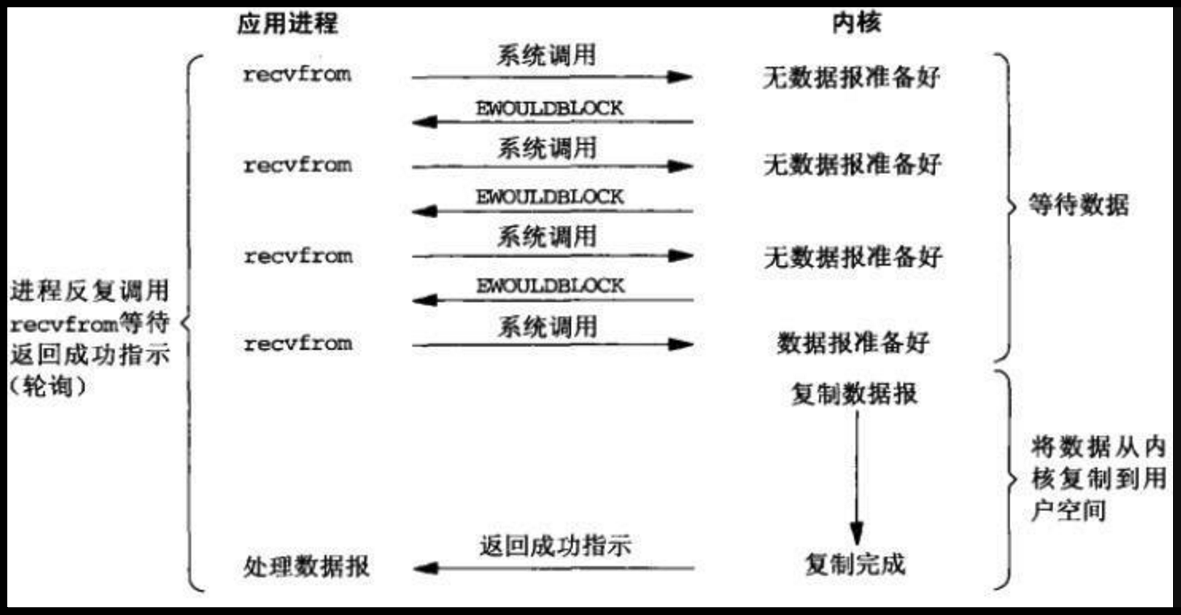 应用进程
内核
系统调用
recvfrom
无数据报准备好
EWOULDBLOCK
系统调用
recvfrom
无数据报准备好
EWOULDBLOCK
等待数据
系统调用
recvfrom
无数据报准备好
EWOULDBLOCK
进程反复调用
recvfrom等待
返回成功指示
(轮询)
系统调用
recvfrom
数据报准备好
复制数据报
将数据从内
核复制到用
户空间
返回成功指示
处理数据报
复制完成